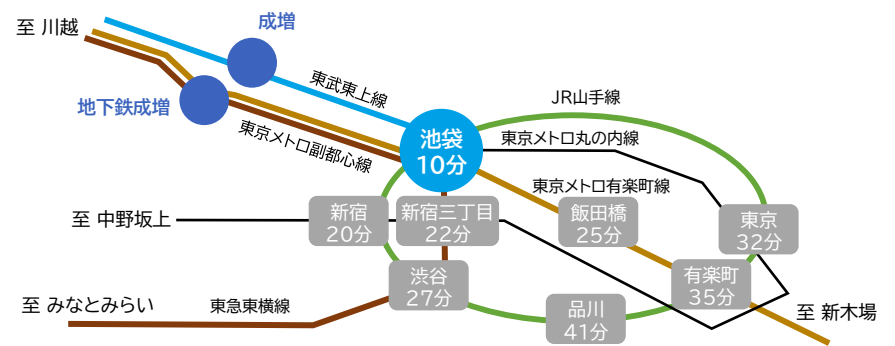 至 川越
成増
地下鉄成増
東武東上線
東京メトロ副都心線
池袋
10分
JR山手線
東京メトロ丸の内線
東京メトロ有楽町線
至 中野坂上
新宿
20分
新宿三丁目
22分
飯田橋
25分
東京
32分
渋谷
27分
有楽町
35分
品川
41分
至 みなとみらい
東急東横線
至 新木場